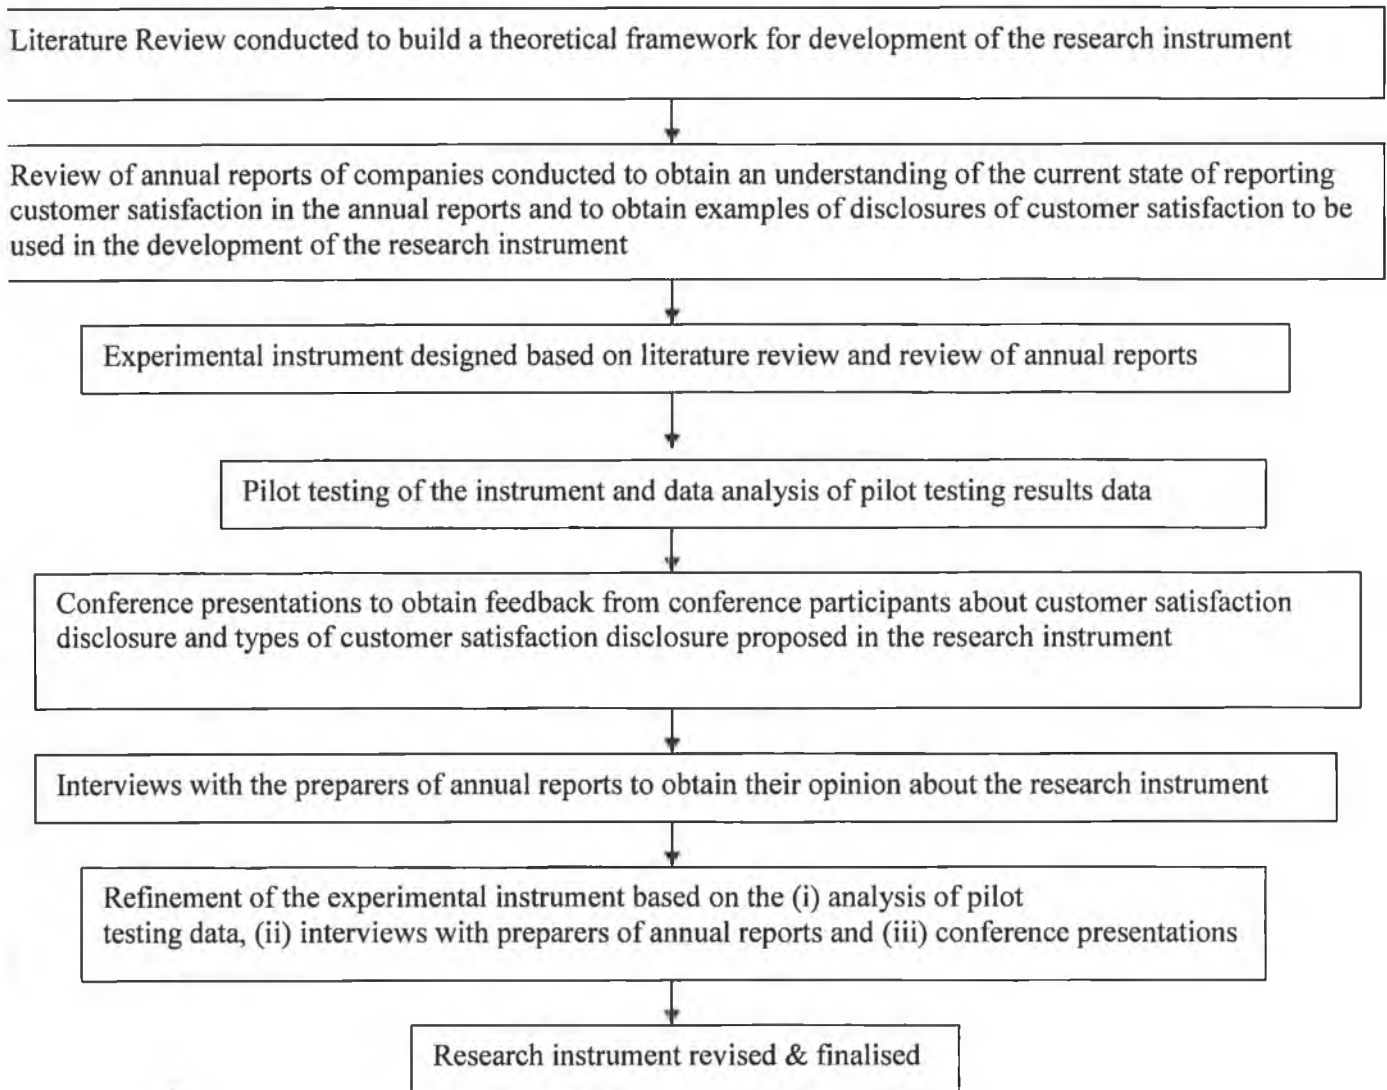 Literature Review conducted to build a theoretical framework for development of the research instrument
Review of annual reports of companies conducted to obtain an understanding of the current state of reporting
customer satisfaction in the annual reports and to obtain examples of disclosures of customer satisfaction to be
used in the development of the research instrument
Experimental instrument designed based on literature review and review of annual reports
Pilot testing of the instrument and data analysis of pilot testing results data
Conference presentations to obtain feedback from conference participants about customer satisfaction
disclosure and types of customer satisfaction disclosure proposed in the research instrument
Interviews with the preparers of annual reports to obtain their opinion about the research instrument
Refinement of the experimental instrument based on the (i) analysis of pilot
testing data, (ii) interviews with preparers of annual reports and (iii) conference presentations
Research instrument revised & finalised